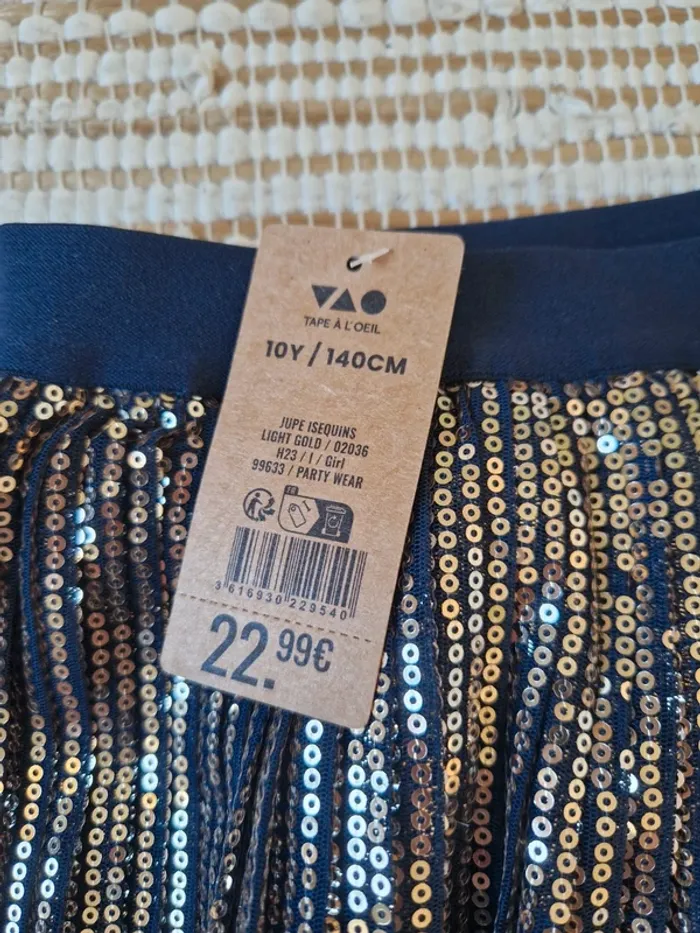 TAPE À L'OEIL
10Y / 140CM
JUPE ISEQUINS
LIGHT GOLD / 02036
H23 / I / Girl
99633 / PARTY WEAR
FR
3 616930 229540
22.99€